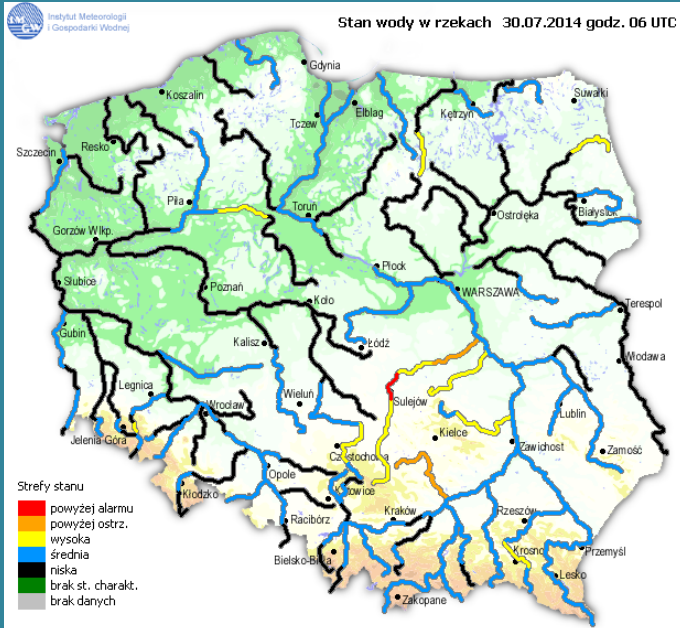 Instytut Meteorologii
i Gospodarki Wodnej
Stan wody w rzekach 30.07.2014 godz. 06 UTC
Gdynia
Koszalin
Suwałki
Elbląg
Kętrzyn
Tczew
Resko
Szczecin
Piła
Toruń
Białystok
Ostrołęka
Gorzów Wlkp.
Płock
Słubice
Poznań
WARSZAWA
Koło
Terespol
Gubin
Kalisz
Łódź
Włodawa
Legnica
Wieluń
Sulejów
Lublin
Wrocław
Jelenia Góra
Kielce
Zawichost
Częstochowa
Zamość
Opole
Kłodzko
Katowice
Kraków
Rzeszów
Racibórz
Przemyśl
Bielsko-Biała
Krosno
Lesko
Zakopane
Strefy stanu
powyżej alarmu
powyżej ostrz.
wysoka
średnia
niska
brak st. charakt.
brak danych